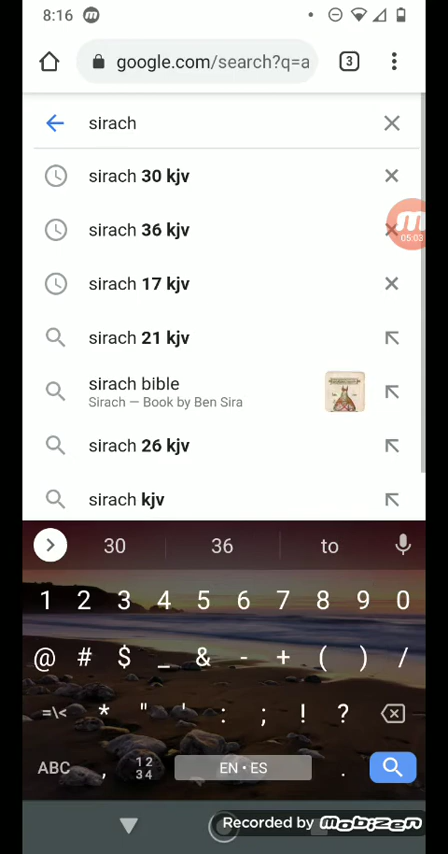 8:16
google.com/search?q=a
3
sirach
sirach 30 kjv
sirach 36 kjv
05:03
sirach 17 kjv
sirach 21 kjv
sirach bible
Sirach — Book by Ben Sira
sirach 26 kjv
sirach kjv
30 36 to
1 2 3 4 5 6 7 8 9 0
@ # $ _ & - + ( ) /
=\< * " ' : ; ! ?
ABC , 12 34 EN • ES .
Recorded by mobizen